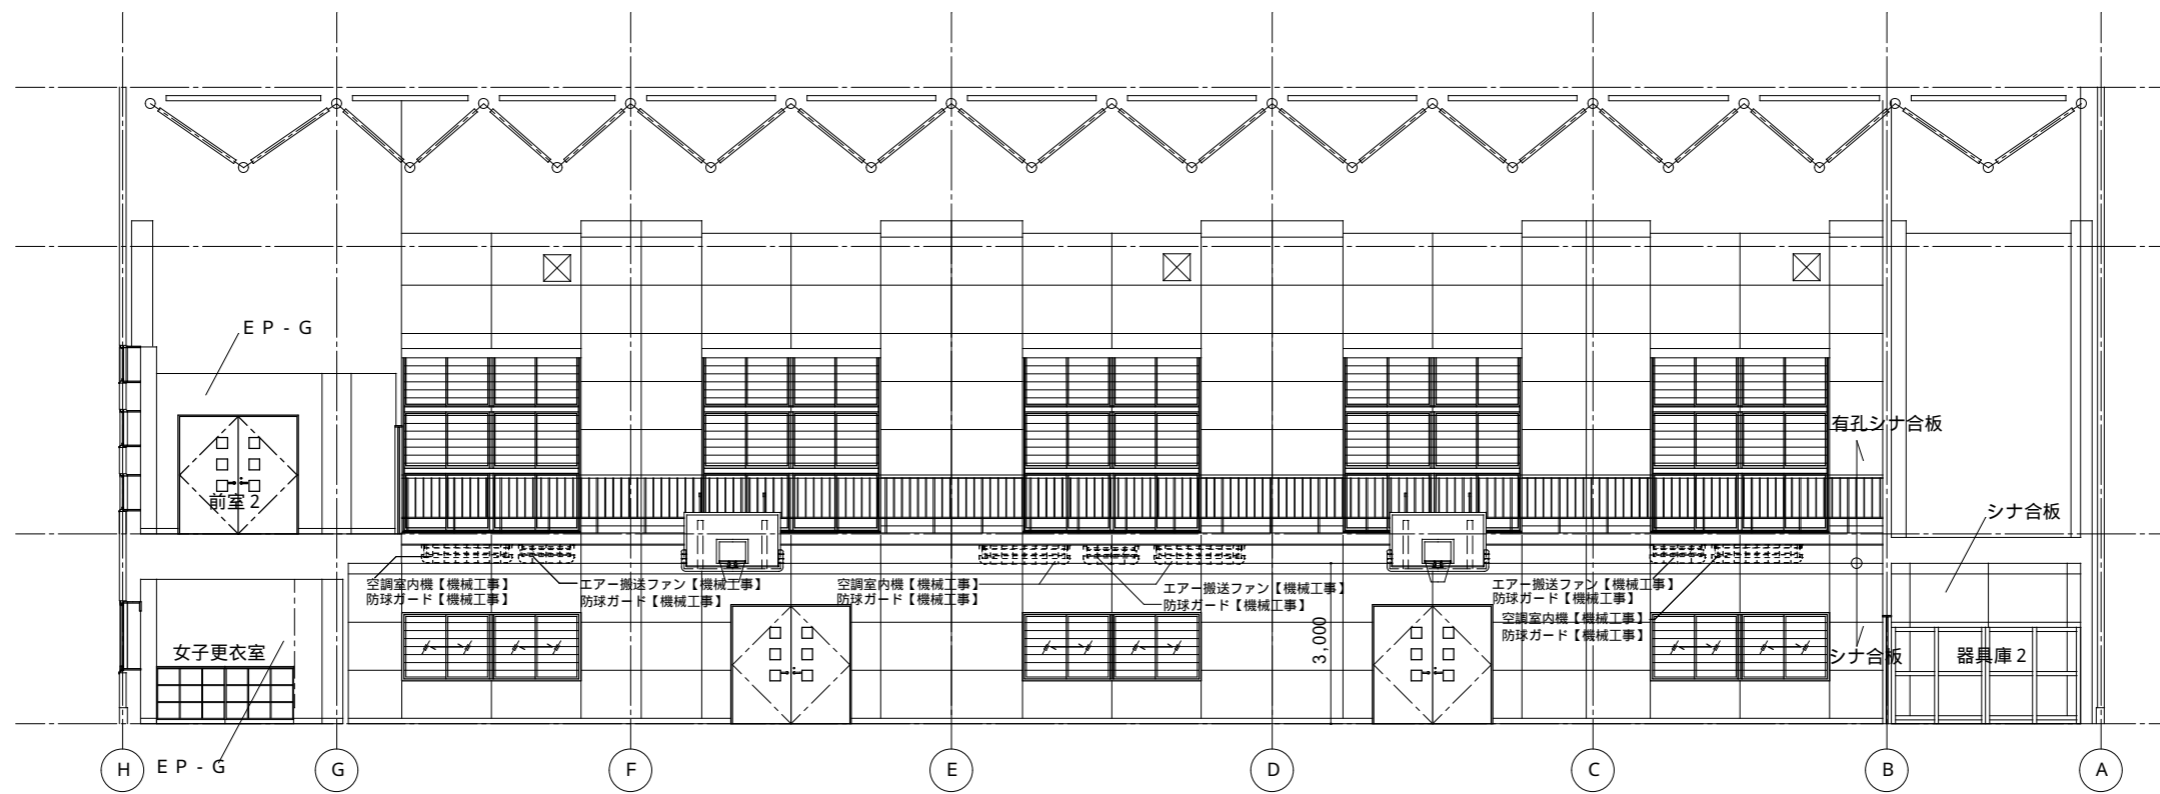 ＥＰ-Ｇ
有孔シナ合板
前室２
シナ合板
空調室内機【機械工事】
防球ガード【機械工事】
エアー搬送ファン【機械工事】
防球ガード【機械工事】
空調室内機【機械工事】
防球ガード【機械工事】
エアー搬送ファン【機械工事】
防球ガード【機械工事】
エアー搬送ファン【機械工事】
防球ガード【機械工事】
空調室内機【機械工事】
防球ガード【機械工事】
3,000
女子更衣室
シナ合板
器具庫２
ＥＰ-Ｇ
H
G
F
E
D
C
B
A